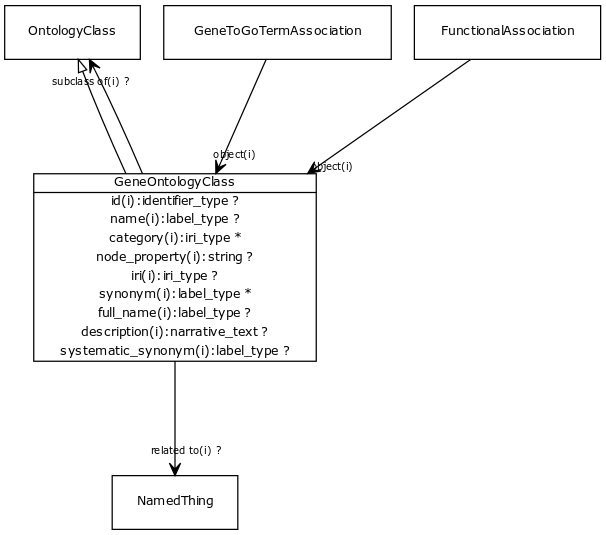 OntologyClass
GeneToGoTermAssociation
FunctionalAssociation
subclass of(i) ?
object(i)
object(i)
GeneOntologyClass
id(i):identifier_type ?
name(i):label_type ?
category(i):iri_type *
node_property(i):string ?
iri(i):iri_type ?
synonym(i):label_type *
full_name(i):label_type ?
description(i):narrative_text ?
systematic_synonym(i):label_type ?
related to(i) ?
NamedThing